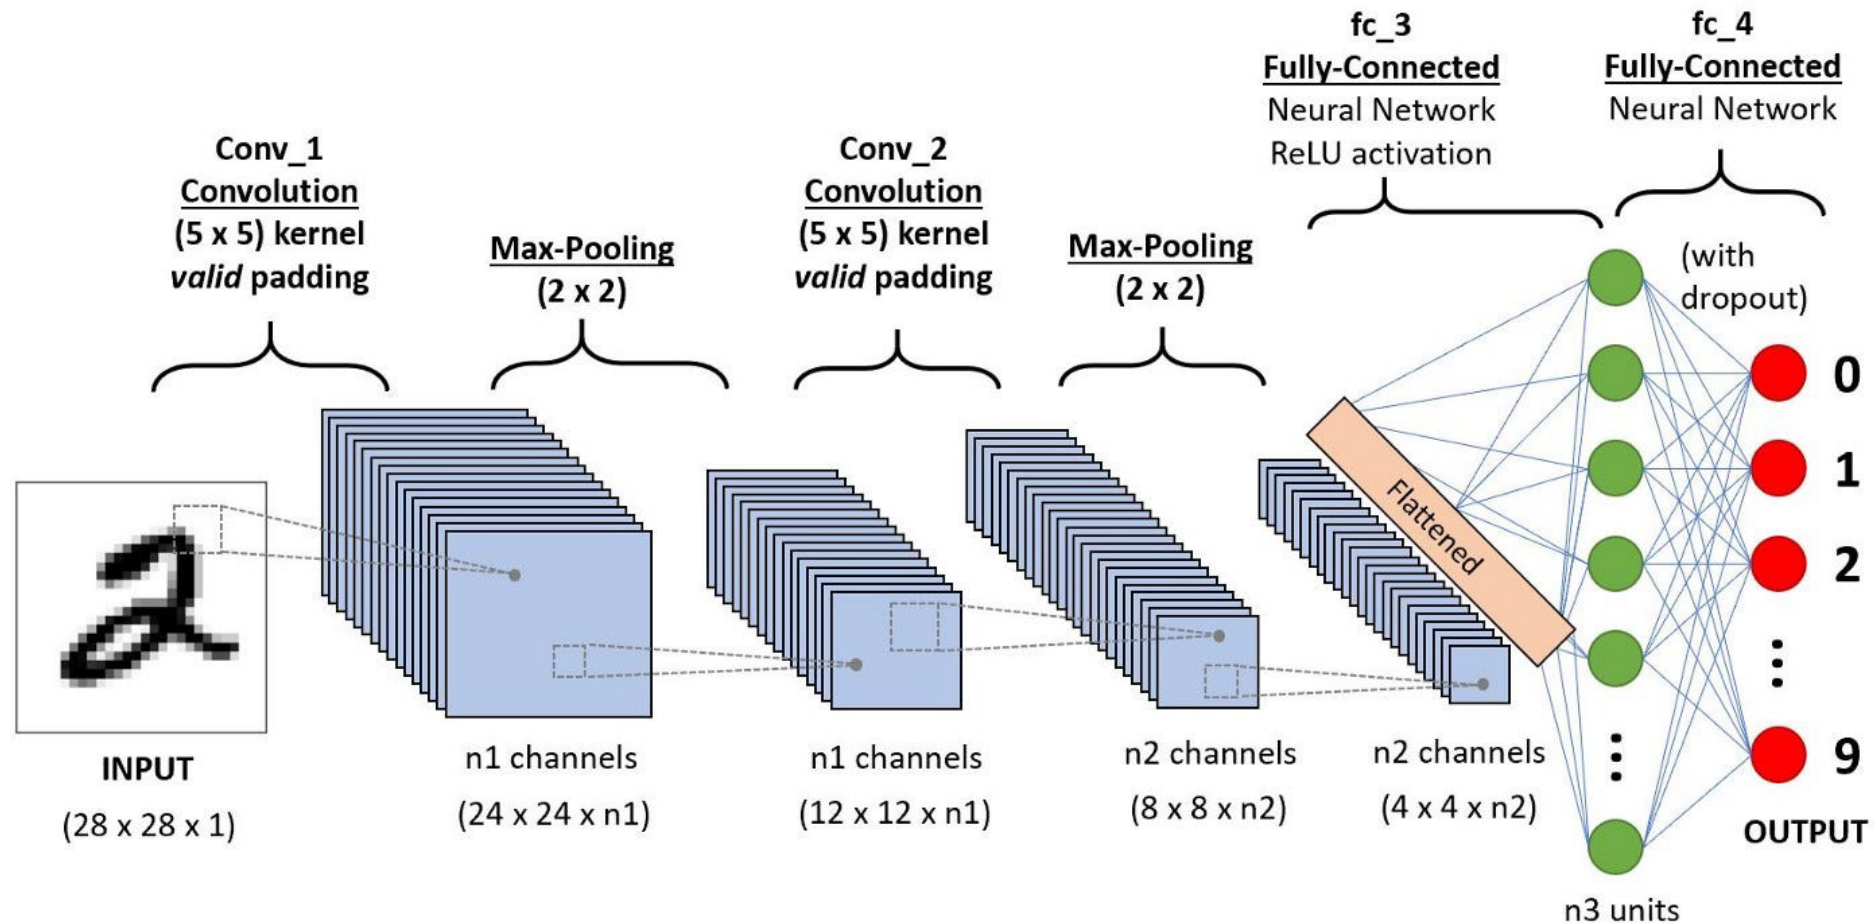 fc_3
Fully-Connected
Neural Network
ReLU activation
fc_4
Fully-Connected
Neural Network
Conv_1
Convolution
(5 x 5) kernel
valid padding
Max-Pooling
(2 x 2)
Conv_2
Convolution
(5 x 5) kernel
valid padding
Max-Pooling
(2 x 2)
(with
dropout)
Flattened
0
1
2
9
INPUT
(28 x 28 x 1)
n1 channels
(24 x 24 x n1)
n1 channels
(12 x 12 x n1)
n2 channels
(8 x 8 x n2)
n2 channels
(4 x 4 x n2)
OUTPUT
n3 units